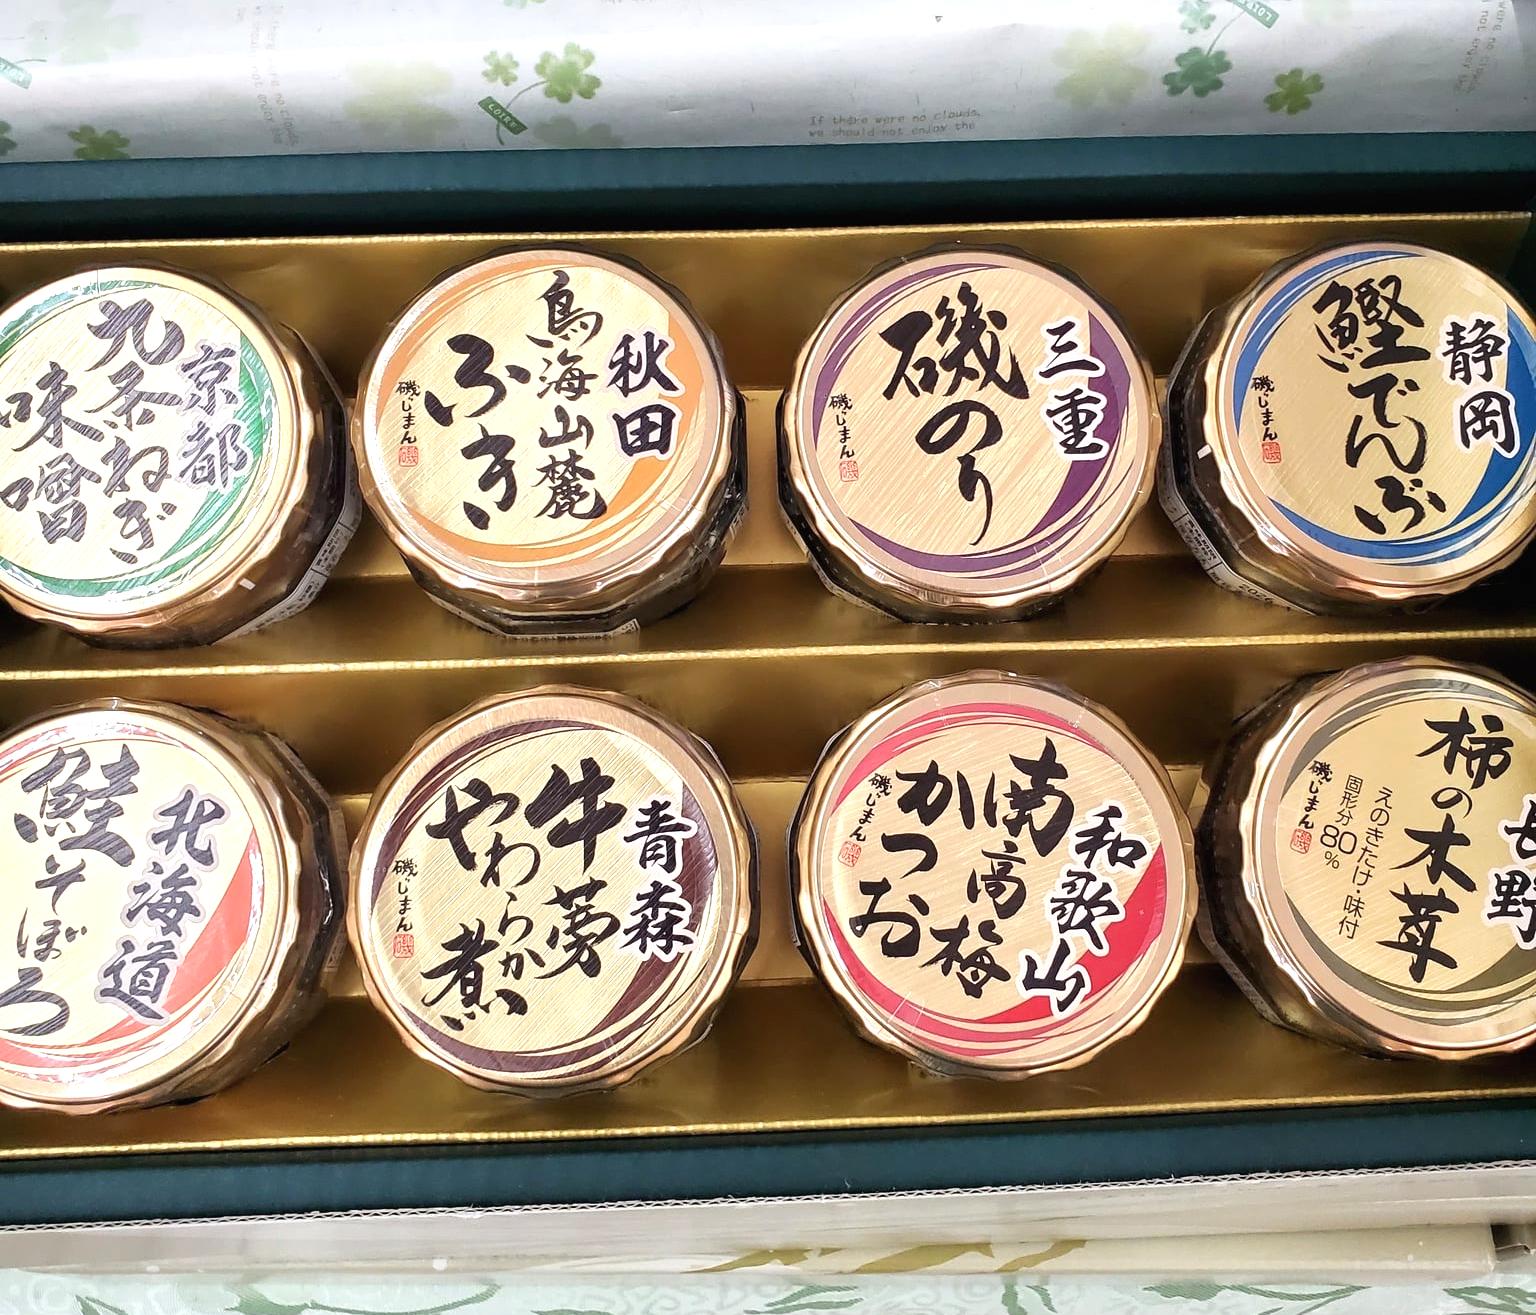 LOIRE
If there were no clouds,
we should not enjoy the
京都
九条ねぎ
味噌
秋田
鳥海山麓
ふき
磯じまん
三重
磯のり
磯じまん
静岡
鰹でんぶ
磯じまん
北海道
鮭そぼろ
青森
牛蒡
やわらか煮
磯じまん
和歌山
南高梅
かつお
磯じまん
長野
柿の木茸
えのきたけ・味付
固形分80%
磯じまん